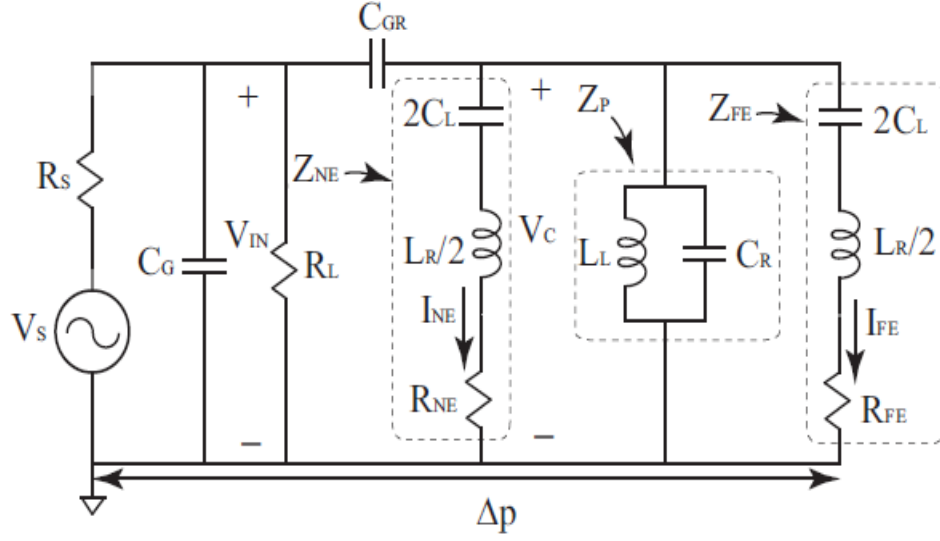 CGR
+
+
2CL
ZP
ZFE
2CL
RS
ZNE
VIN
RL
LR/2
VC
LL
CR
LR/2
CG
VS
INE
IFE
RNE
RFE
−
−
Δp